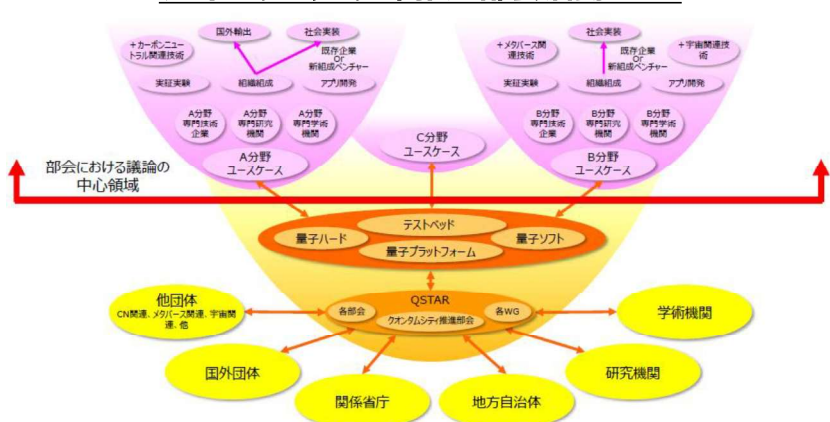 国外輸出
社会実装
+カーボンニュー
トラル関連技術
既存企業
or
新組成ベンチャー
実証実験
組織組成
アプリ開発
A分野
専門技術
企業
A分野
専門研究
機関
A分野
専門学術
機関
A分野
ユースケース
C分野
ユースケース
社会実装
+メタバース関
連技術
既存企業
or
新組成ベンチャー
+宇宙関連技
術
実証実験
組織組成
アプリ開発
B分野
専門技術
企業
B分野
専門研究
機関
B分野
専門学術
機関
B分野
ユースケース
部会における議論の
中心領域
テストベッド
量子ハード
量子ソフト
量子プラットフォーム
QSTAR
各部会
各WG
クオンタムシティ推進部会
他団体
CN関連、メタバース関連、宇宙関
連、他
学術機関
国外団体
研究機関
関係省庁
地方自治体